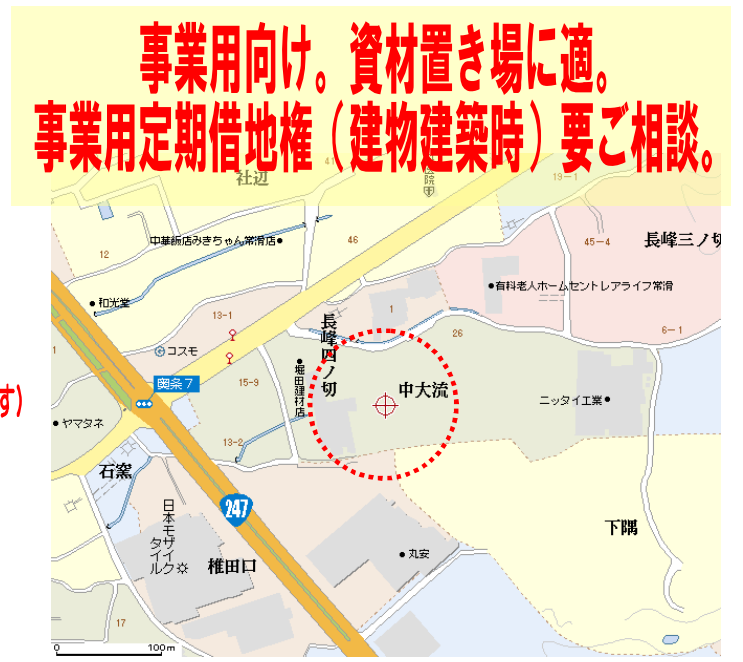 事業用向け。資材置き場に適。
事業用定期借地権（建物建築時）要ご相談。
社辺
19-1
中華飯店みきちゃん常滑店
46
45-4
長峰三ノ切
12
有料老人ホームセントレアライフ常滑
和光堂
13-1
1
長峰四ノ切
26
6-1
コスモ
奥条7
15-9
堀田建材店
中大流
ニッタイ工業
す）
ヤマタネ
13-2
石窯
247
日本モザイクタイル
椎田口
丸安
下隅
17
0
100m